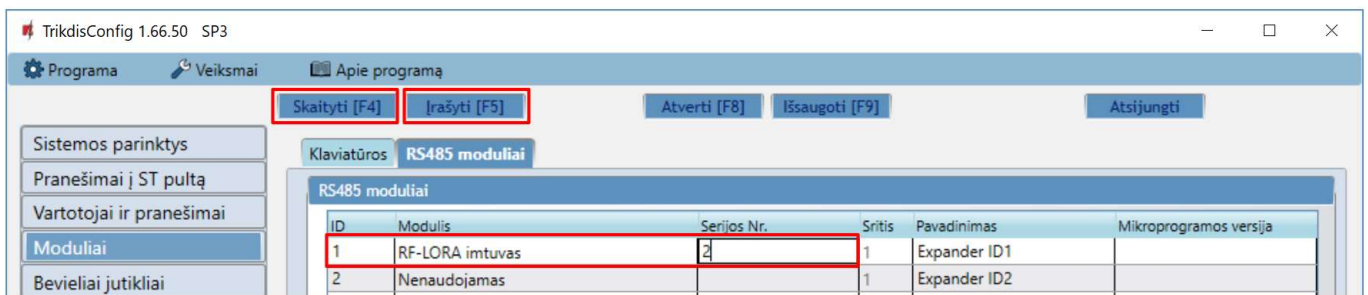 TrikdisConfig 1.66.50 SP3
Programa Veiksmai Apie programą
Skaityti [F4] Įrašyti [F5] Atverti [F8] Išsaugoti [F9] Atsijungti
Sistemos parinktys
Pranešimai į ST pultą
Vartotojai ir pranešimai
Moduliai
Bevieliai jutikliai
Klaviatūros RS485 moduliai
RS485 moduliai
ID Modulis Serijos Nr. Sritis Pavadinimas Mikroprogramos versija
1 RF-LORA imtuvas 2 1 Expander ID1
2 Nenaudojamas 1 Expander ID2